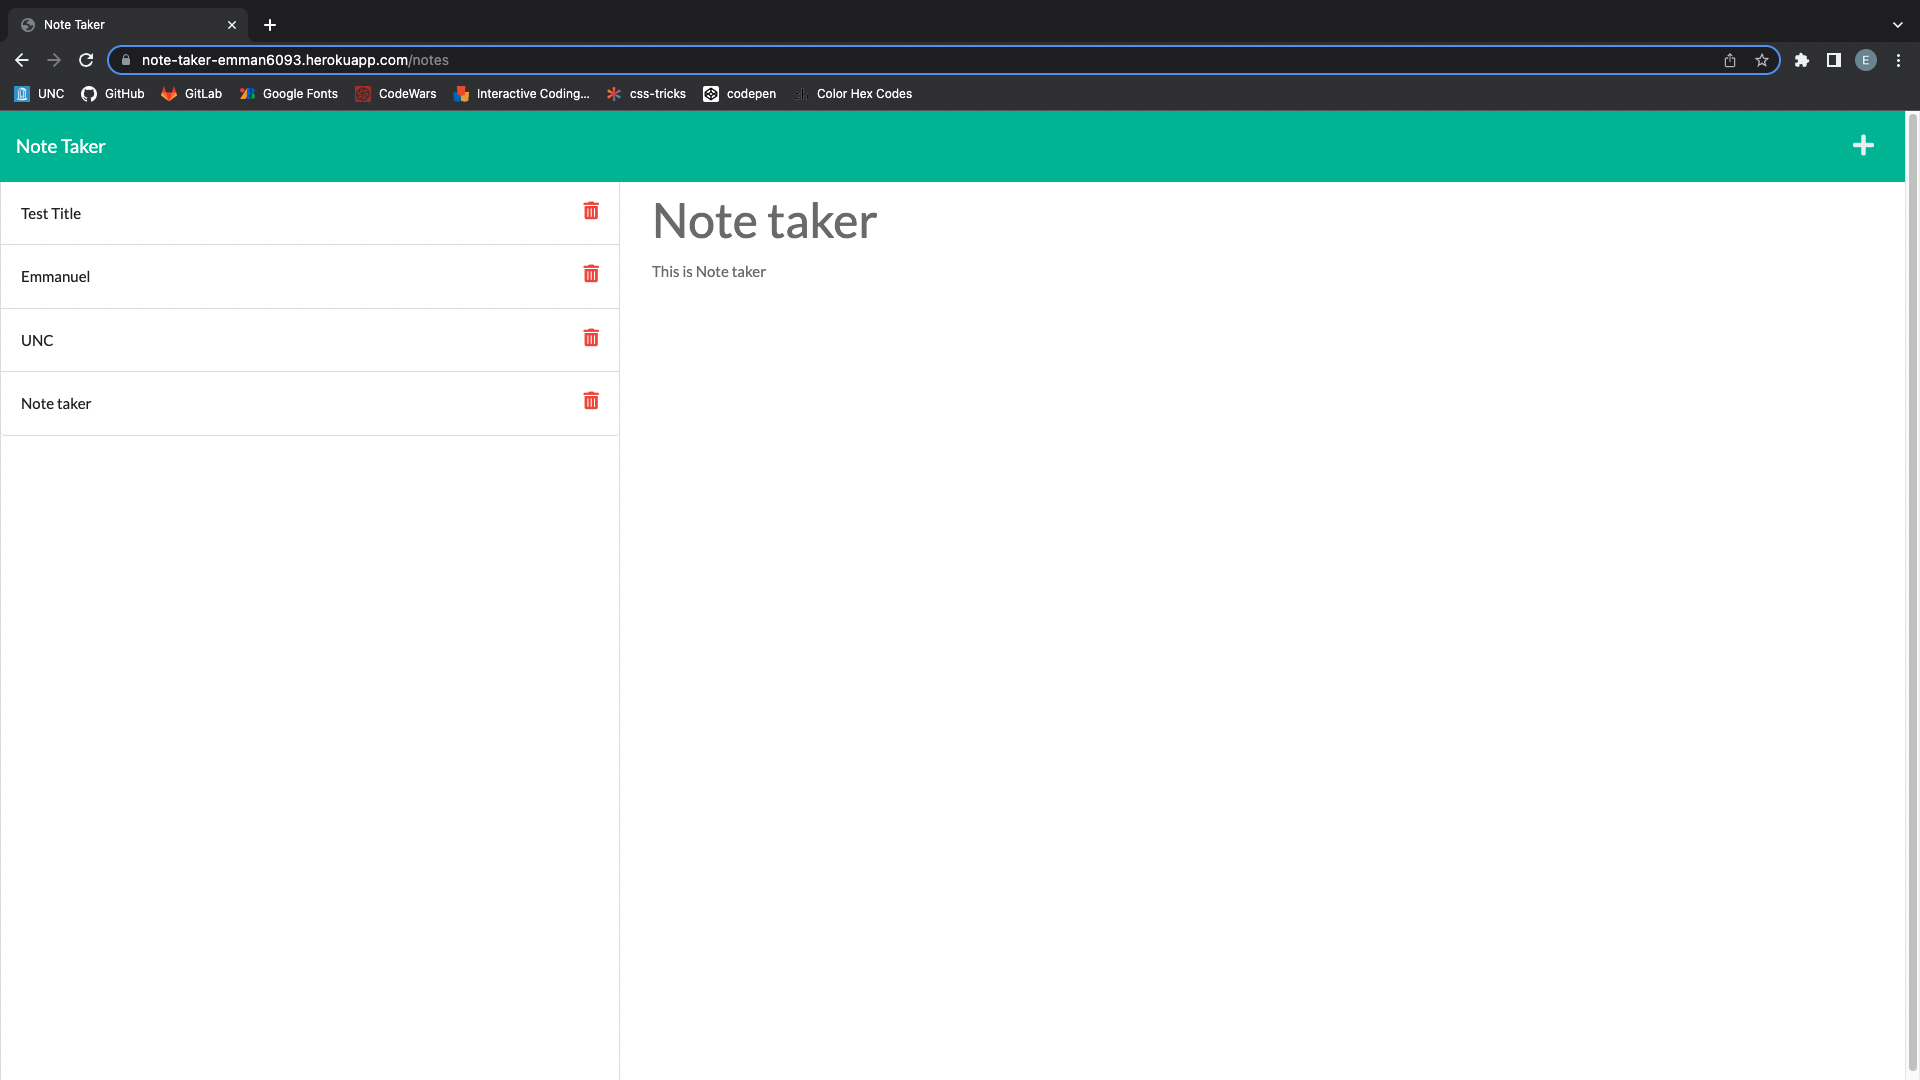 Note Taker
note-taker-emman6093.herokuapp.com/notes
E
UNC GitHub GitLab Google Fonts CodeWars Interactive Coding... css-tricks codepen ch Color Hex Codes
Note Taker
Test Title
Emmanuel
UNC
Note taker
Note taker
This is Note taker